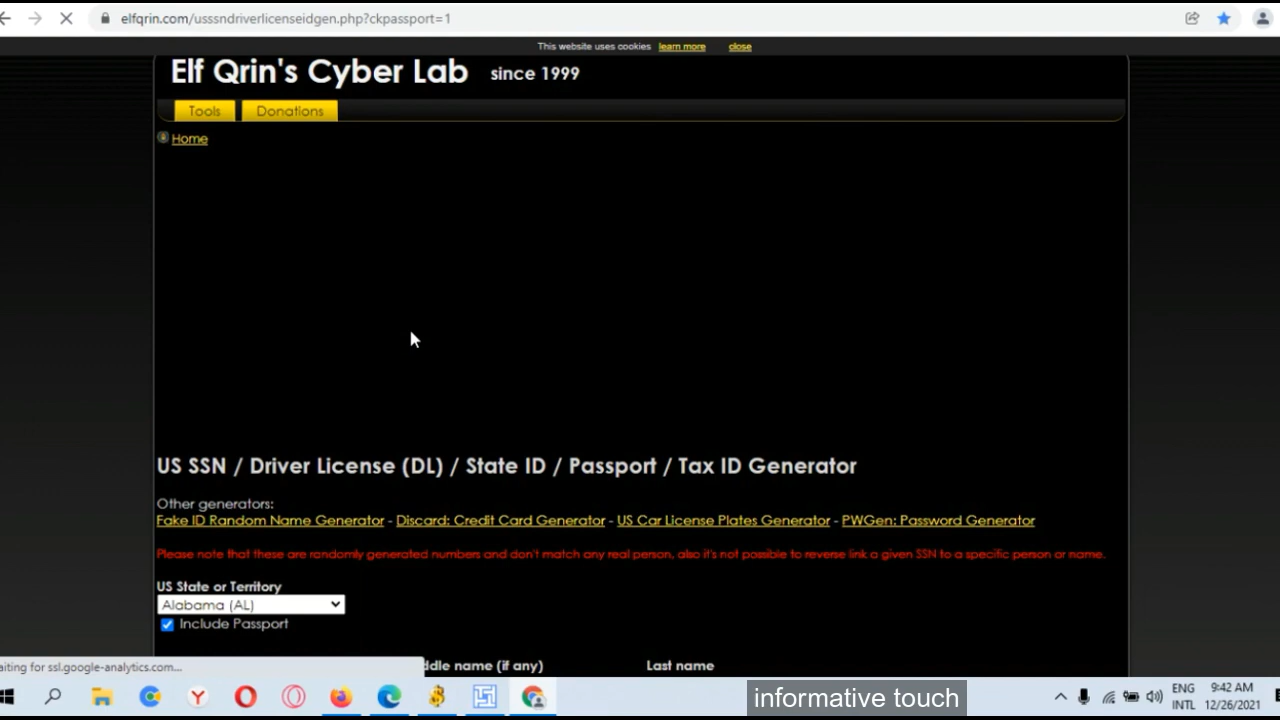 elfqrin.com/usssndriverlicenseidgen.php?ckpassport=1
This website uses cookies learn more close
Elf Qrin's Cyber Lab since 1999
Tools Donations
Home
US SSN / Driver License (DL) / State ID / Passport / Tax ID Generator
Other generators:
Fake ID Random Name Generator - Discard: Credit Card Generator - US Car License Plates Generator - PWGen: Password Generator
Please note that these are randomly generated numbers and don't match any real person, also it's not possible to reverse link a given SSN to a specific person or name.
US State or Territory
Alabama (AL)
Include Passport
aiting for ssl.google-analytics.com...
ddle name (if any) Last name
informative touch
ENG 9:42 AM
INTL 12/26/2021